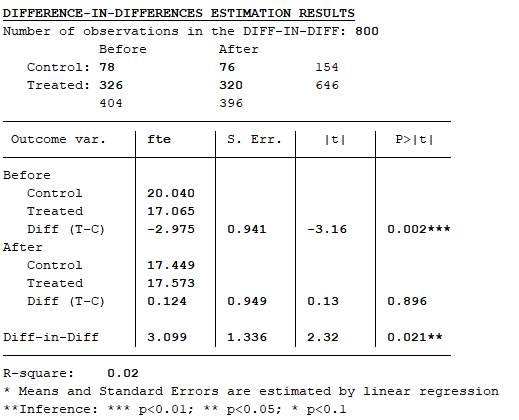 DIFFERENCE-IN-DIFFERENCES ESTIMATION RESULTS
Number of observations in the DIFF-IN-DIFF: 800
Before After
Control: 78 76 154
Treated: 326 320 646
404 396
Outcome var. fte S. Err. |t| P>|t|
Before
Control 20.040
Treated 17.065
Diff (T-C) -2.975 0.941 -3.16 0.002***
After
Control 17.449
Treated 17.573
Diff (T-C) 0.124 0.949 0.13 0.896
Diff-in-Diff 3.099 1.336 2.32 0.021**
R-square: 0.02
* Means and Standard Errors are estimated by linear regression
**Inference: *** p<0.01; ** p<0.05; * p<0.1